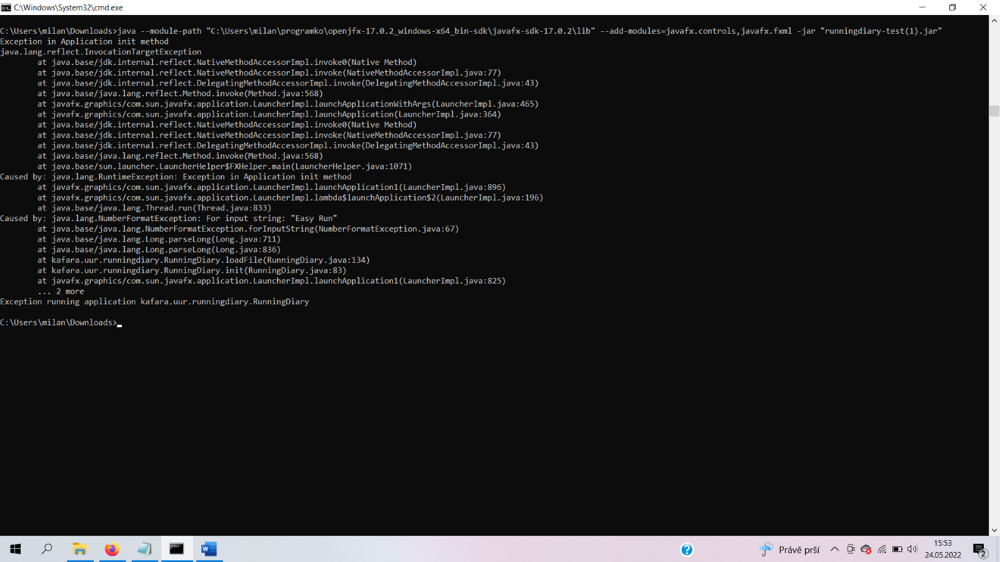 C:\Windows\System32\cmd.exe
C:\Users\milan\Downloads>java --module-path "C:\Users\milan\programko\openjfx-17.0.2_windows-x64_bin-sdk\javafx-sdk-17.0.2\lib" --add-modules=javafx.controls,javafx.fxml -jar "runningdiary-test(1).jar"
Exception in Application init method
java.lang.reflect.InvocationTargetException
        at java.base/jdk.internal.reflect.NativeMethodAccessorImpl.invoke0(Native Method)
        at java.base/jdk.internal.reflect.NativeMethodAccessorImpl.invoke(NativeMethodAccessorImpl.java:77)
        at java.base/jdk.internal.reflect.DelegatingMethodAccessorImpl.invoke(DelegatingMethodAccessorImpl.java:43)
        at java.base/java.lang.reflect.Method.invoke(Method.java:568)
        at javafx.graphics/com.sun.javafx.application.LauncherImpl.launchApplicationWithArgs(LauncherImpl.java:465)
        at javafx.graphics/com.sun.javafx.application.LauncherImpl.launchApplication(LauncherImpl.java:364)
        at java.base/jdk.internal.reflect.NativeMethodAccessorImpl.invoke0(Native Method)
        at java.base/jdk.internal.reflect.NativeMethodAccessorImpl.invoke(NativeMethodAccessorImpl.java:77)
        at java.base/jdk.internal.reflect.DelegatingMethodAccessorImpl.invoke(DelegatingMethodAccessorImpl.java:43)
        at java.base/java.lang.reflect.Method.invoke(Method.java:568)
        at java.base/sun.launcher.LauncherHelper$FXHelper.main(LauncherHelper.java:1071)
Caused by: java.lang.RuntimeException: Exception in Application init method
        at javafx.graphics/com.sun.javafx.application.LauncherImpl.launchApplication1(LauncherImpl.java:896)
        at javafx.graphics/com.sun.javafx.application.LauncherImpl.lambda$launchApplication$2(LauncherImpl.java:196)
        at java.base/java.lang.Thread.run(Thread.java:833)
Caused by: java.lang.NumberFormatException: For input string: "Easy Run"
        at java.base/java.lang.NumberFormatException.forInputString(NumberFormatException.java:67)
        at java.base/java.lang.Long.parseLong(Long.java:711)
        at java.base/java.lang.Long.parseLong(Long.java:836)
        at kafara.uur.runningdiary.RunningDiary.loadFile(RunningDiary.java:134)
        at kafara.uur.runningdiary.RunningDiary.init(RunningDiary.java:83)
        at javafx.graphics/com.sun.javafx.application.LauncherImpl.launchApplication1(LauncherImpl.java:825)
        ... 2 more
Exception running application kafara.uur.runningdiary.RunningDiary
C:\Users\milan\Downloads>
Právě prší
15:53
24.05.2022
2